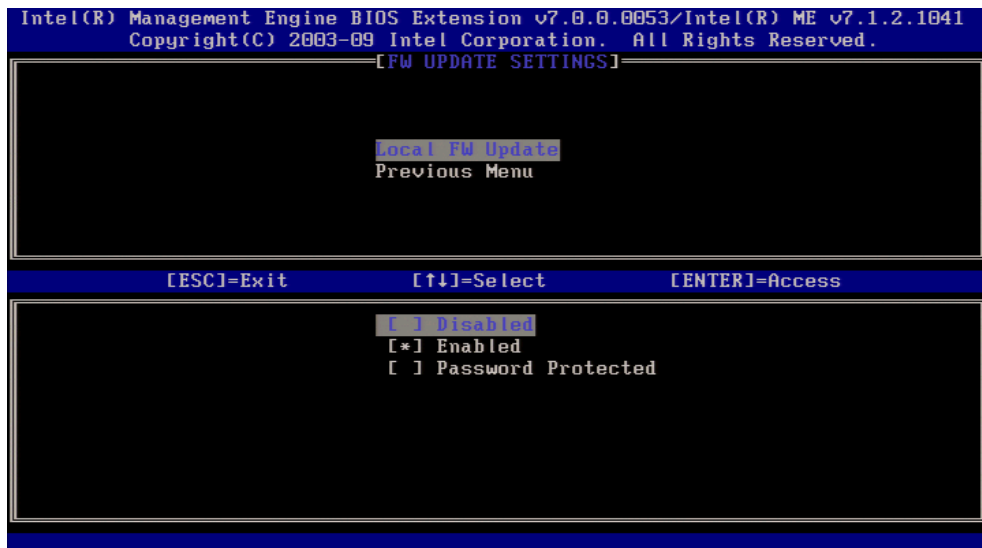 Intel(R) Management Engine BIOS Extension v7.0.0.0053/Intel(R) ME v7.1.2.1041
Copyright(C) 2003-09 Intel Corporation. All Rights Reserved.
[FW UPDATE SETTINGS]
Local FW Update
Previous Menu
[ESC]=Exit [↑↓]=Select [ENTER]=Access
[ ] Disabled
[*] Enabled
[ ] Password Protected